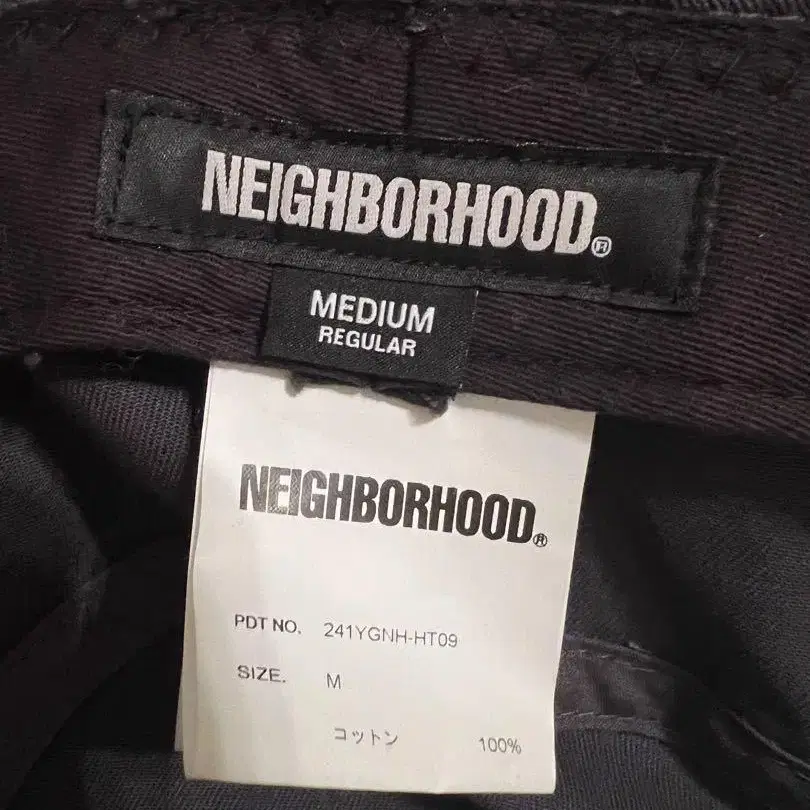 NEIGHBORHOOD®
MEDIUM
REGULAR
NEIGHBORHOOD®
PDT NO. 241YGNH-HT09
SIZE. M
コットン 100%